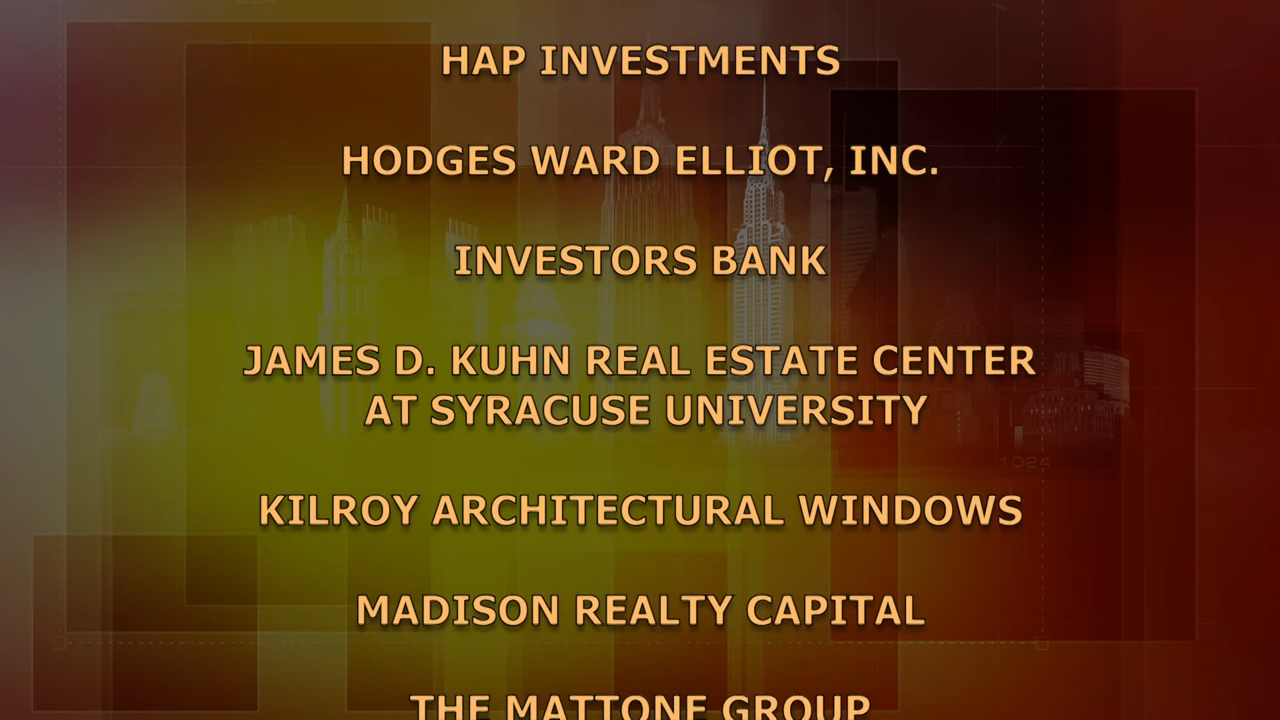 HAP INVESTMENTS
HODGES WARD ELLIOT, INC.
INVESTORS BANK
JAMES D. KUHN REAL ESTATE CENTER
AT SYRACUSE UNIVERSITY
1024
KILROY ARCHITECTURAL WINDOWS
MADISON REALTY CAPITAL
THE MATTONE GROUP